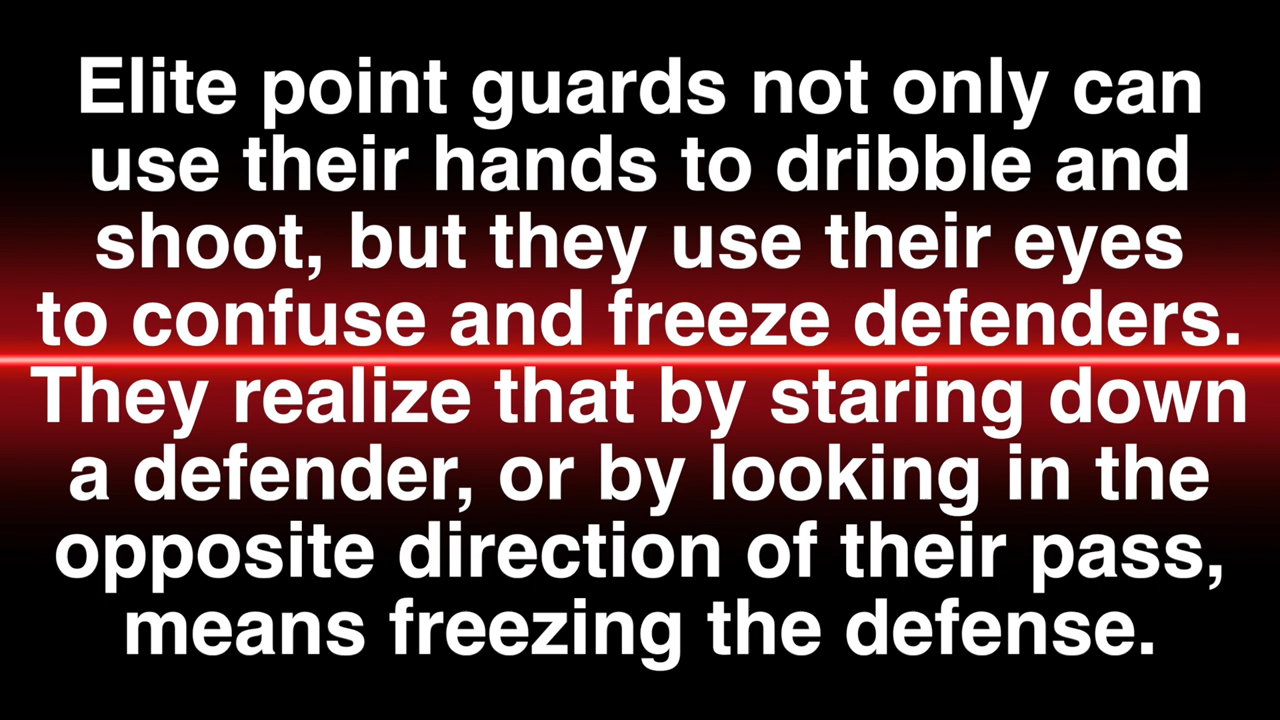 Elite point guards not only can
use their hands to dribble and
shoot, but they use their eyes
to confuse and freeze defenders.
They realize that by staring down
a defender, or by looking in the
opposite direction of their pass,
means freezing the defense.